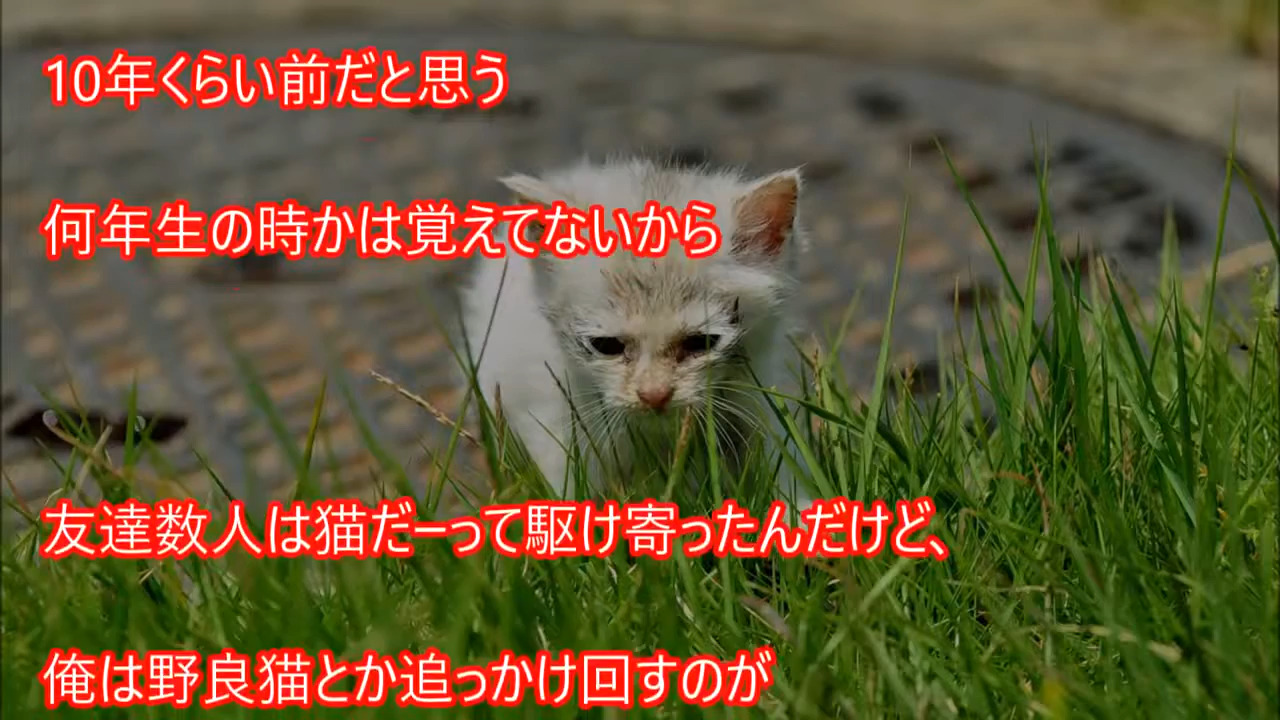 10年くらい前だと思う
何年生の時かは覚えてないから
友達数人は猫だーって駆け寄ったんだけど、
俺は野良猫とか追っかけ回すのが